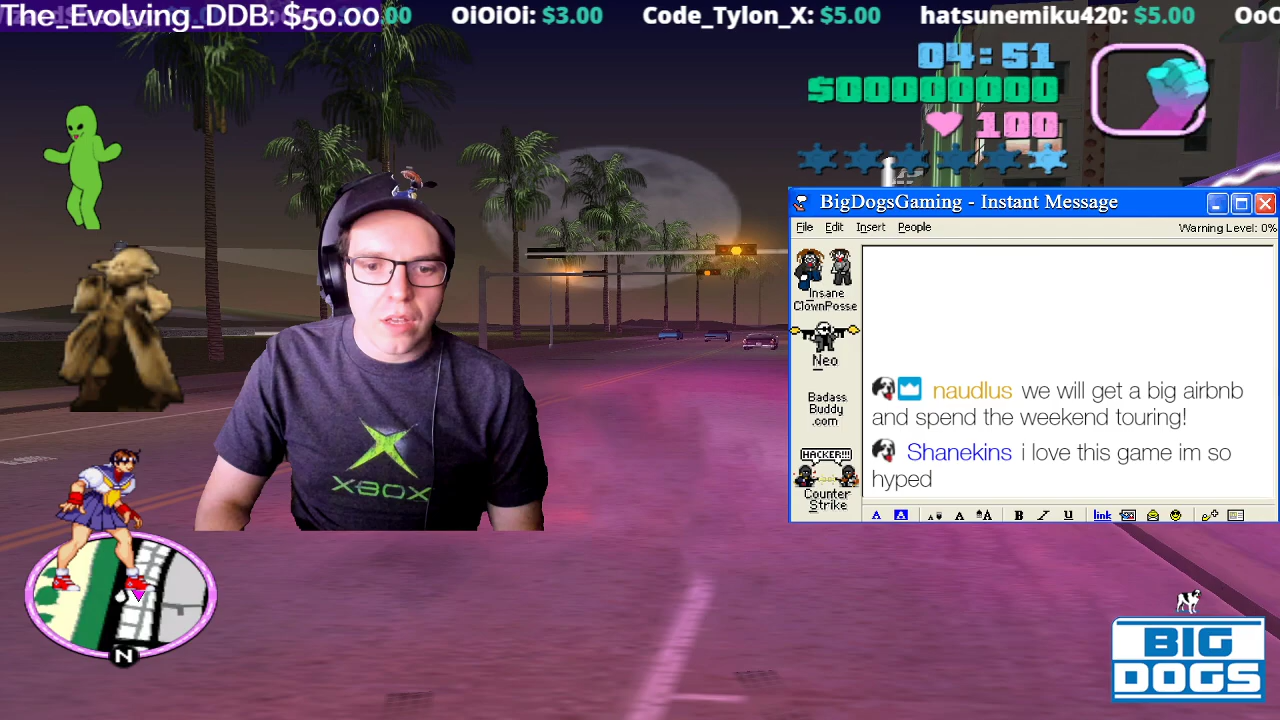 The_Evolving_DDB: $50.00
OiOiOi: $3.00
Code_Tylon_X: $5.00
hatsunemiku420: $5.00
04:51
$00000000
100
BigDogsGaming - Instant Message
File Edit Insert People
Warning Level: 0%
Insane
ClownPosse
Neo
Badass
Buddy
.com
HACKER!!!
Counter
Strike
naudlus we will get a big airbnb
and spend the weekend touring!
Shanekins i love this game im so
hyped
A A A A A B I U link
XBOX
N
BIG
DOGS